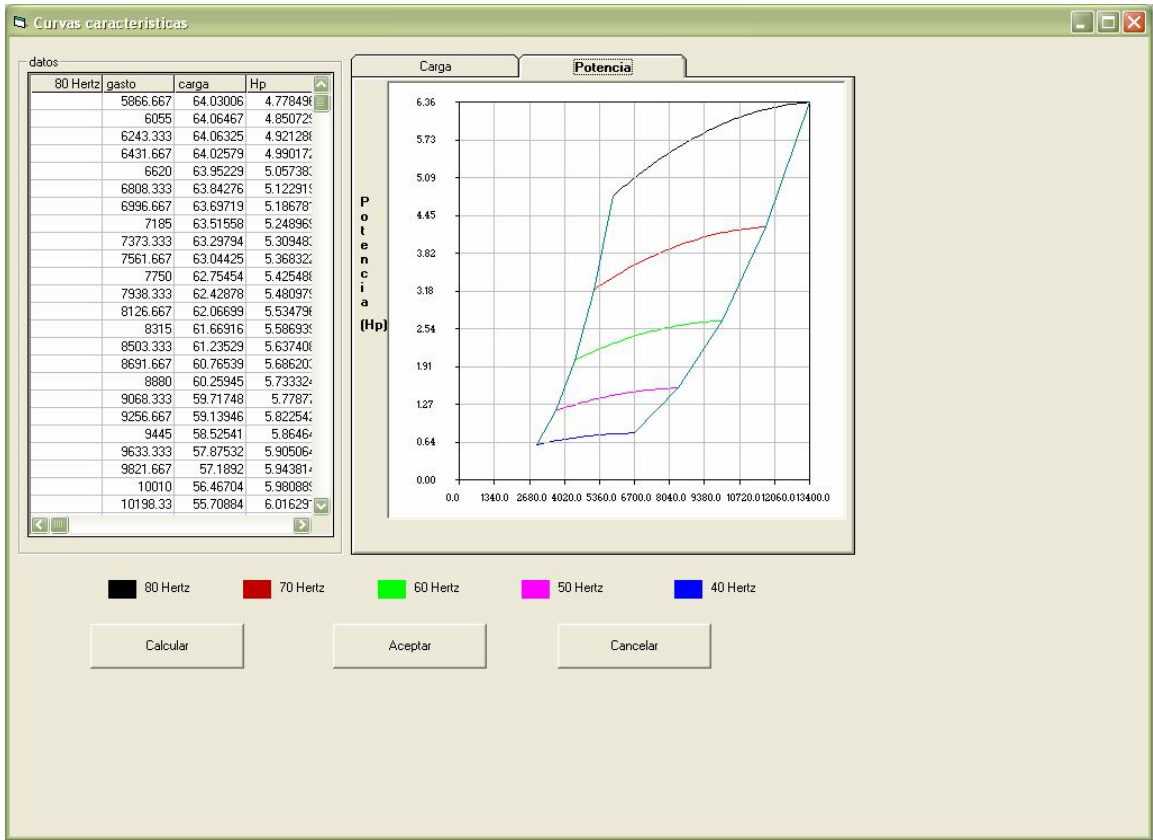 Curvas caracteristicas
datos
80 Hertz gasto carga Hp
5866.667 64.03006 4.778496
6055 64.06467 4.850729
6243.333 64.06325 4.921288
6431.667 64.02579 4.990172
6620 63.95229 5.057383
6808.333 63.84276 5.122919
6996.667 63.69719 5.18678
7185 63.51558 5.248969
7373.333 63.29794 5.309483
7561.667 63.04425 5.368322
7750 62.75454 5.425488
7938.333 62.42878 5.480979
8126.667 62.06699 5.534796
8315 61.66916 5.586939
8503.333 61.23529 5.637408
8691.667 60.76539 5.686203
8880 60.25945 5.733324
9068.333 59.71748 5.77877
9256.667 59.13946 5.822542
9445 58.52541 5.8646
9633.333 57.87532 5.905064
9821.667 57.1892 5.943814
10010 56.46704 5.980889
10198.33 55.70884 6.01629
Carga Potencia
Potencia
(Hp)
6.36
5.73
5.09
4.45
3.82
3.18
2.54
1.91
1.27
0.64
0.00
0.0 1340.0 2680.0 4020.0 5360.0 6700.0 8040.0 9380.0 10720.0 12060.0 13400.0
80 Hertz 70 Hertz 60 Hertz 50 Hertz 40 Hertz
Calcular Aceptar Cancelar